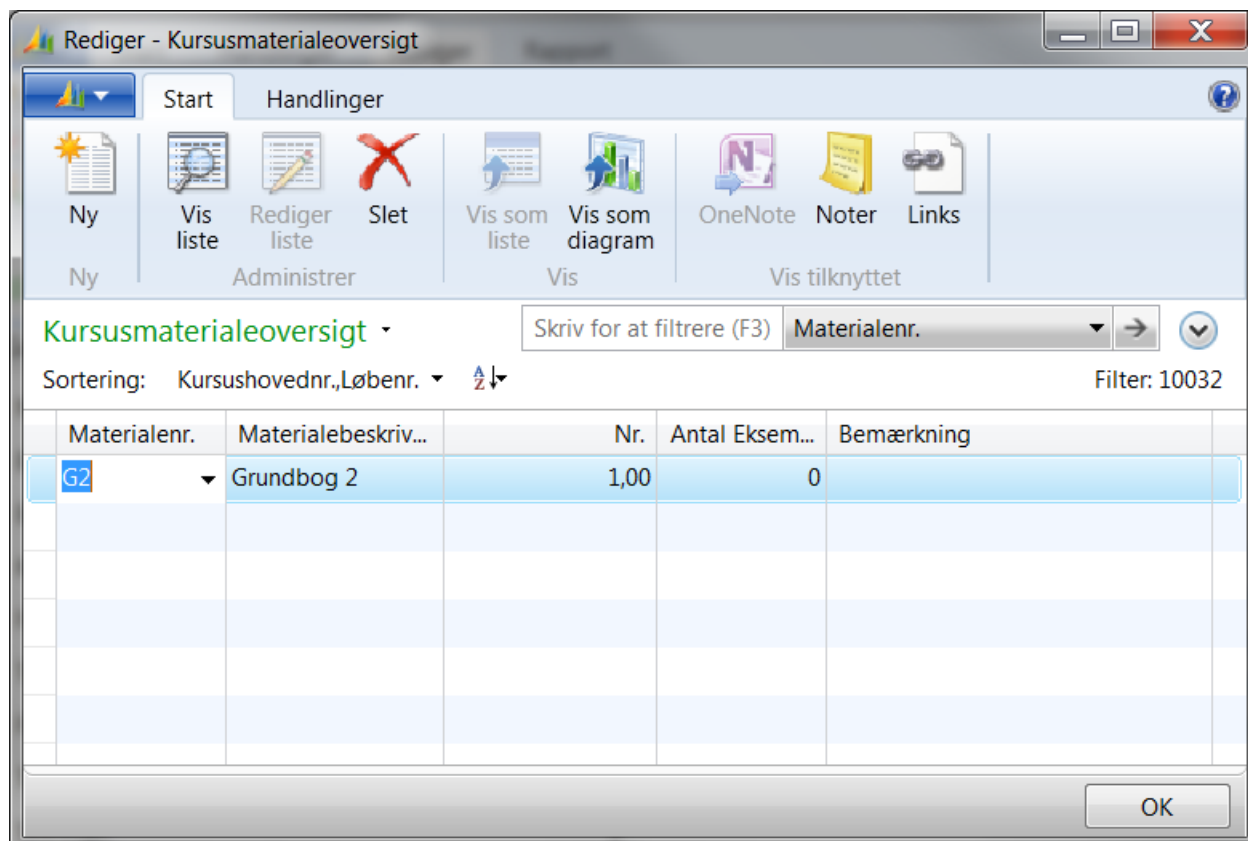 Rediger - Kursusmaterialeoversigt
Start Handlinger
Ny Vis liste Rediger liste Slet Vis som liste Vis som diagram OneNote Noter Links
Ny Administrer Vis Vis tilknyttet
Kursusmaterialeoversigt Skriv for at filtrere (F3) Materialenr.
Sortering: Kursushovednr.,Løbenr. Filter: 10032
Materialenr. Materialebeskriv... Nr. Antal Eksem... Bemærkning
G2 Grundbog 2 1,00 0
OK